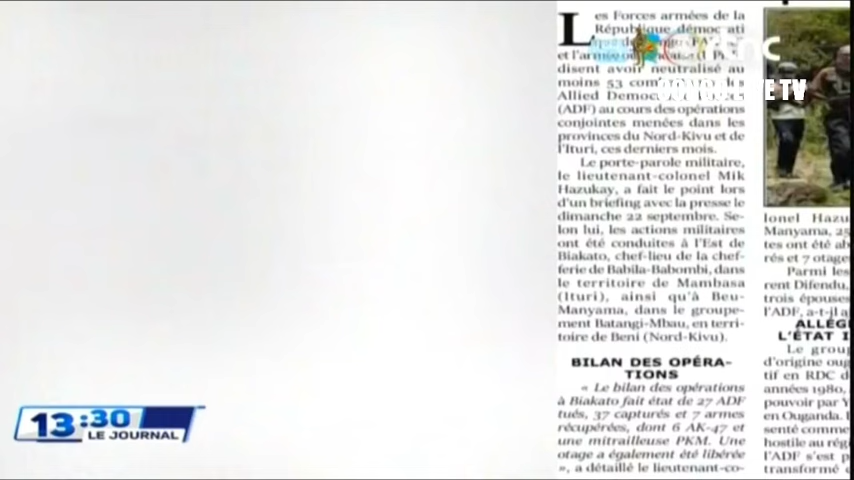 Les Forces armées de la
République démoc ati
et l'armée
disent avoir neutralisé au
moins 53
Allied Democ
(ADF) au cours des opérations
conjointes menées dans les
provinces du Nord-Kivu et de
l'Ituri, ces derniers mois.
Le porte-parole militaire,
le lieutenant-colonel Mik
Hazukay, a fait le point lors
d'un briefing avec la presse le
dimanche 22 septembre. Se-
lon lui, les actions militaires
ont été conduites à l'Est de
Biakato, chef-lieu de la chef-
ferie de Babila-Babombi, dans
le territoire de Mambasa
(Ituri), ainsi qu'à Beu-
Manyama, dans le groupe-
ment Batangi-Mbau, en terri-
toire de Beni (Nord-Kivu).
BILAN DES OPÉRA-
TIONS
« Le bilan des opérations
à Biakato fait état de 27 ADF
tués, 37 capturés et 7 armes
récupérées, dont 6 AK-47 et
une mitrailleuse PKM. Une
otage a également été libérée
», a détaillé le lieutenant-co-
lonel Hazu
Manyama, 25
tes ont été ab
rés et 7 otage
Parmi les
rent Difendu,
trois épouses
l'ADF, a-t-il a
ALLÉG
L'ÉTAT I
Le group
d'origine oug
tif en RDC d
années 1980,
pouvoir par Y
en Ouganda.
senté comme
hostile au rég
l'ADF s'est p
transformé e
CONGO LIVE TV
13:30
LE JOURNAL